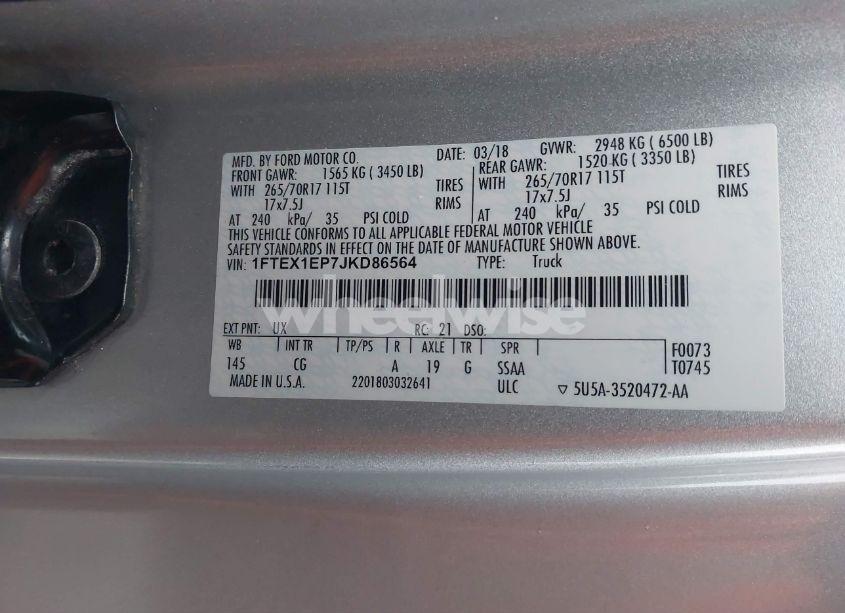 MFD. BY FORD MOTOR CO. DATE: 03/18 GVWR: 2948 KG ( 6500 LB)
FRONT GAWR: 1565 KG ( 3450 LB) REAR GAWR: 1520 KG ( 3350 LB)
WITH 265/70R17 115T TIRES WITH 265/70R17 115T TIRES
17x7.5J RIMS 17x7.5J RIMS
AT 240 kPa/ 35 PSI COLD AT 240 kPa/ 35 PSI COLD
THIS VEHICLE CONFORMS TO ALL APPLICABLE FEDERAL MOTOR VEHICLE
SAFETY STANDARDS IN EFFECT ON THE DATE OF MANUFACTURE SHOWN ABOVE.
VIN: 1FTEX1EP7JKD86564 TYPE: Truck
wheelwise
EXT PNT: UX RC: 21 DSO:
WB INT TR TP/PS R AXLE TR SPR F0073
145 CG A 19 G SSAA T0745
MADE IN U.S.A. 2201803032641 ULC ▽ 5U5A-3520472-AA